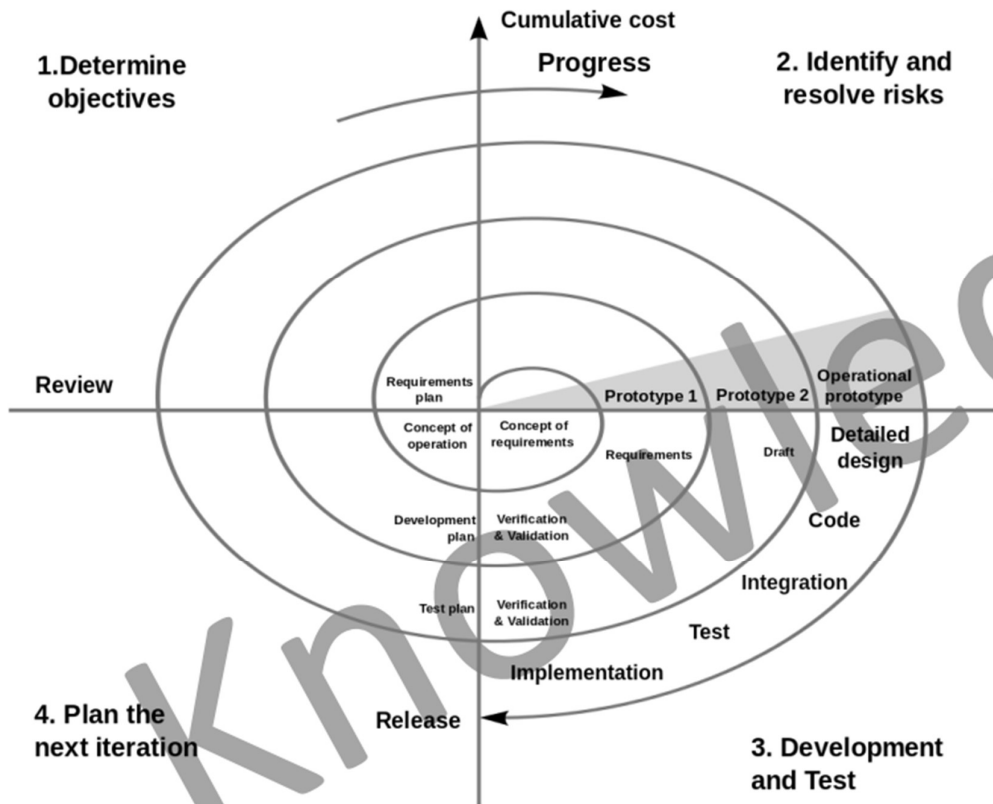 Cumulative cost
Progress
1.Determine
objectives
2. Identify and
resolve risks
Review
Requirements
plan
Concept of
operation
Concept of
requirements
Prototype 1
Prototype 2
Operational
prototype
Requirements
Draft
Detailed
design
Development
plan
Verification
& Validation
Code
Integration
Test plan
Verification
& Validation
Test
Implementation
Release
4. Plan the
next iteration
3. Development
and Test
Knowle